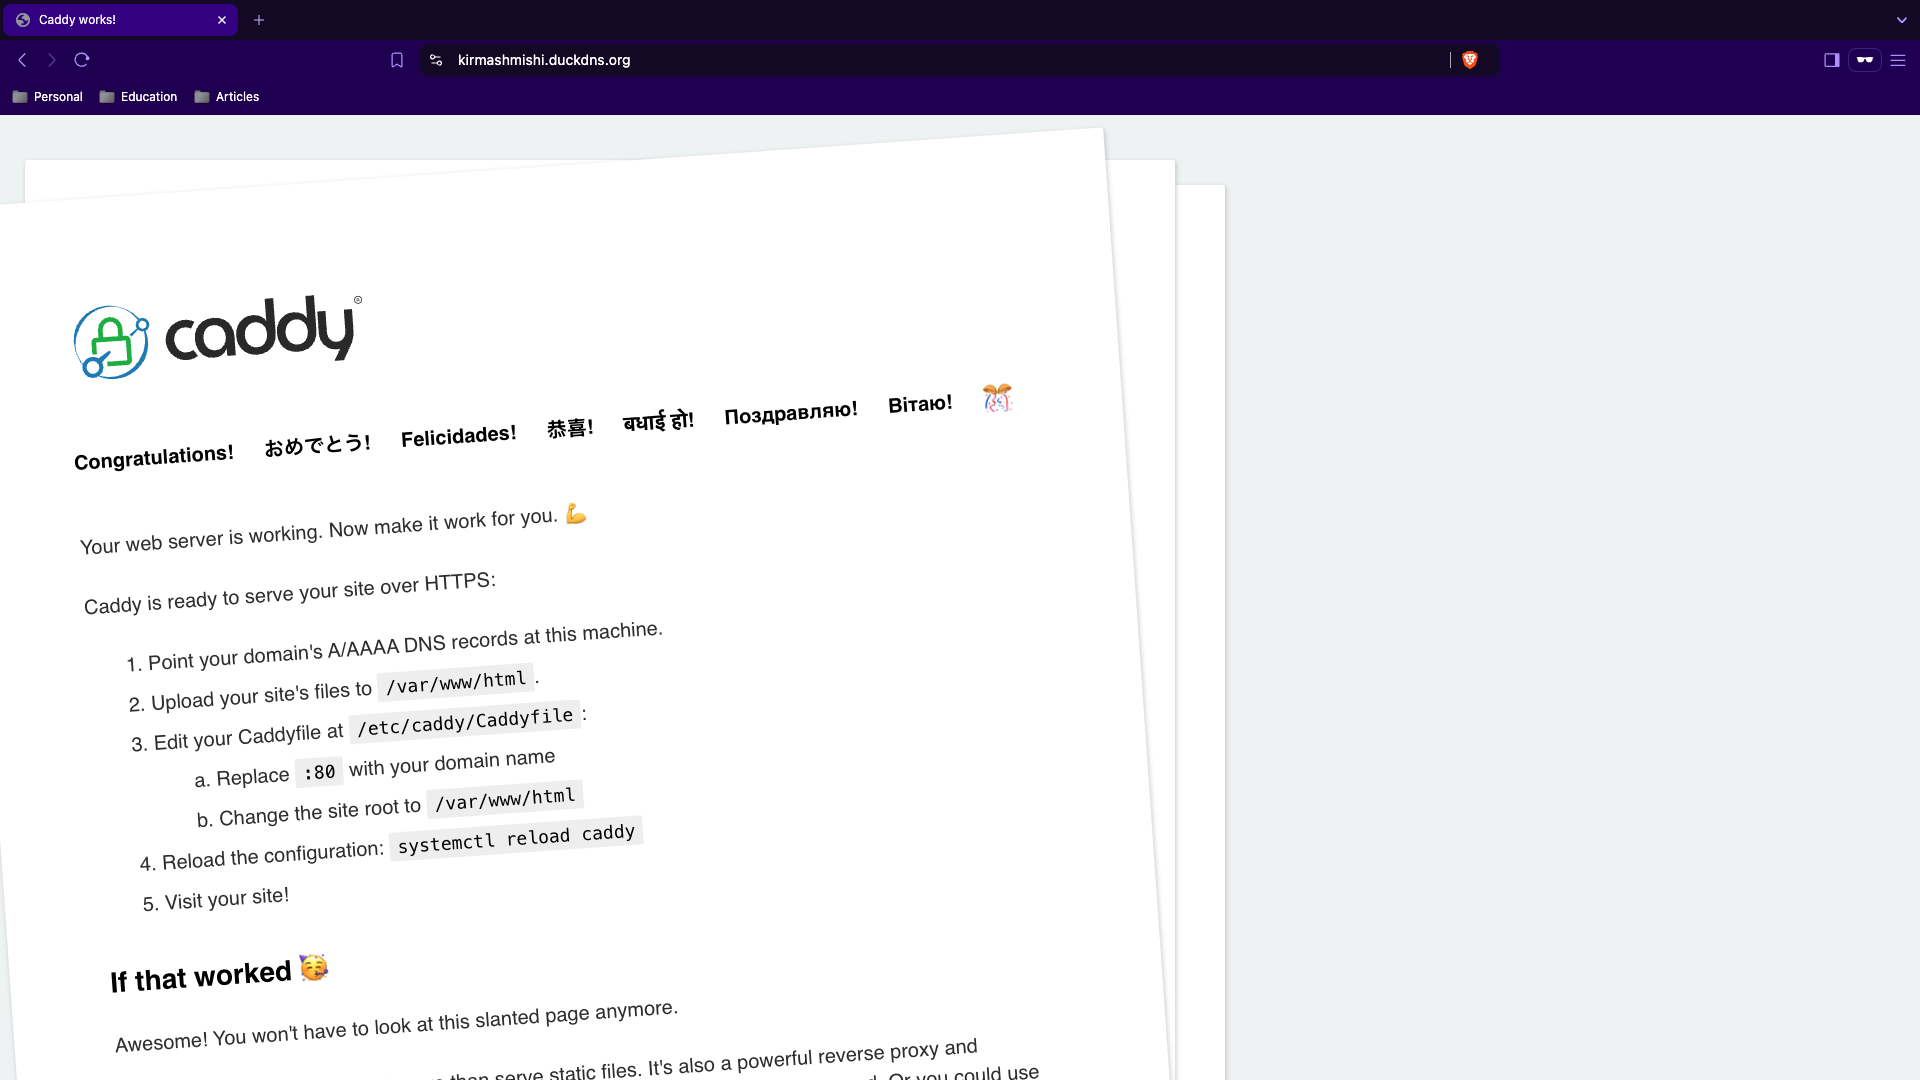 Caddy works!
kirmashmishi.duckdns.org
Personal Education Articles
caddy®
Congratulations! おめでとう! Felicidades! 恭喜! बधाई हो! Поздравляю! Вітаю! 🎊
Your web server is working. Now make it work for you. 💪
Caddy is ready to serve your site over HTTPS:
1. Point your domain's A/AAAA DNS records at this machine.
2. Upload your site's files to /var/www/html.
3. Edit your Caddyfile at /etc/caddy/Caddyfile:
a. Replace :80 with your domain name
b. Change the site root to /var/www/html
4. Reload the configuration: systemctl reload caddy
5. Visit your site!
If that worked 🥳
Awesome! You won't have to look at this slanted page anymore.
than serve static files. It's also a powerful reverse proxy and
Or you could use